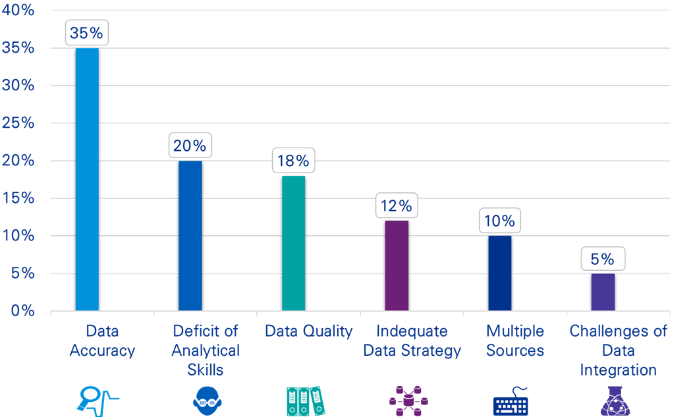 40%
35%
30%
25%
20%
15%
10%
5%
0%
35%
20%
18%
12%
10%
5%
Data
Accuracy
Deficit of
Analytical
Skills
Data Quality
Indequate
Data Strategy
Multiple
Sources
Challenges of
Data
Integration